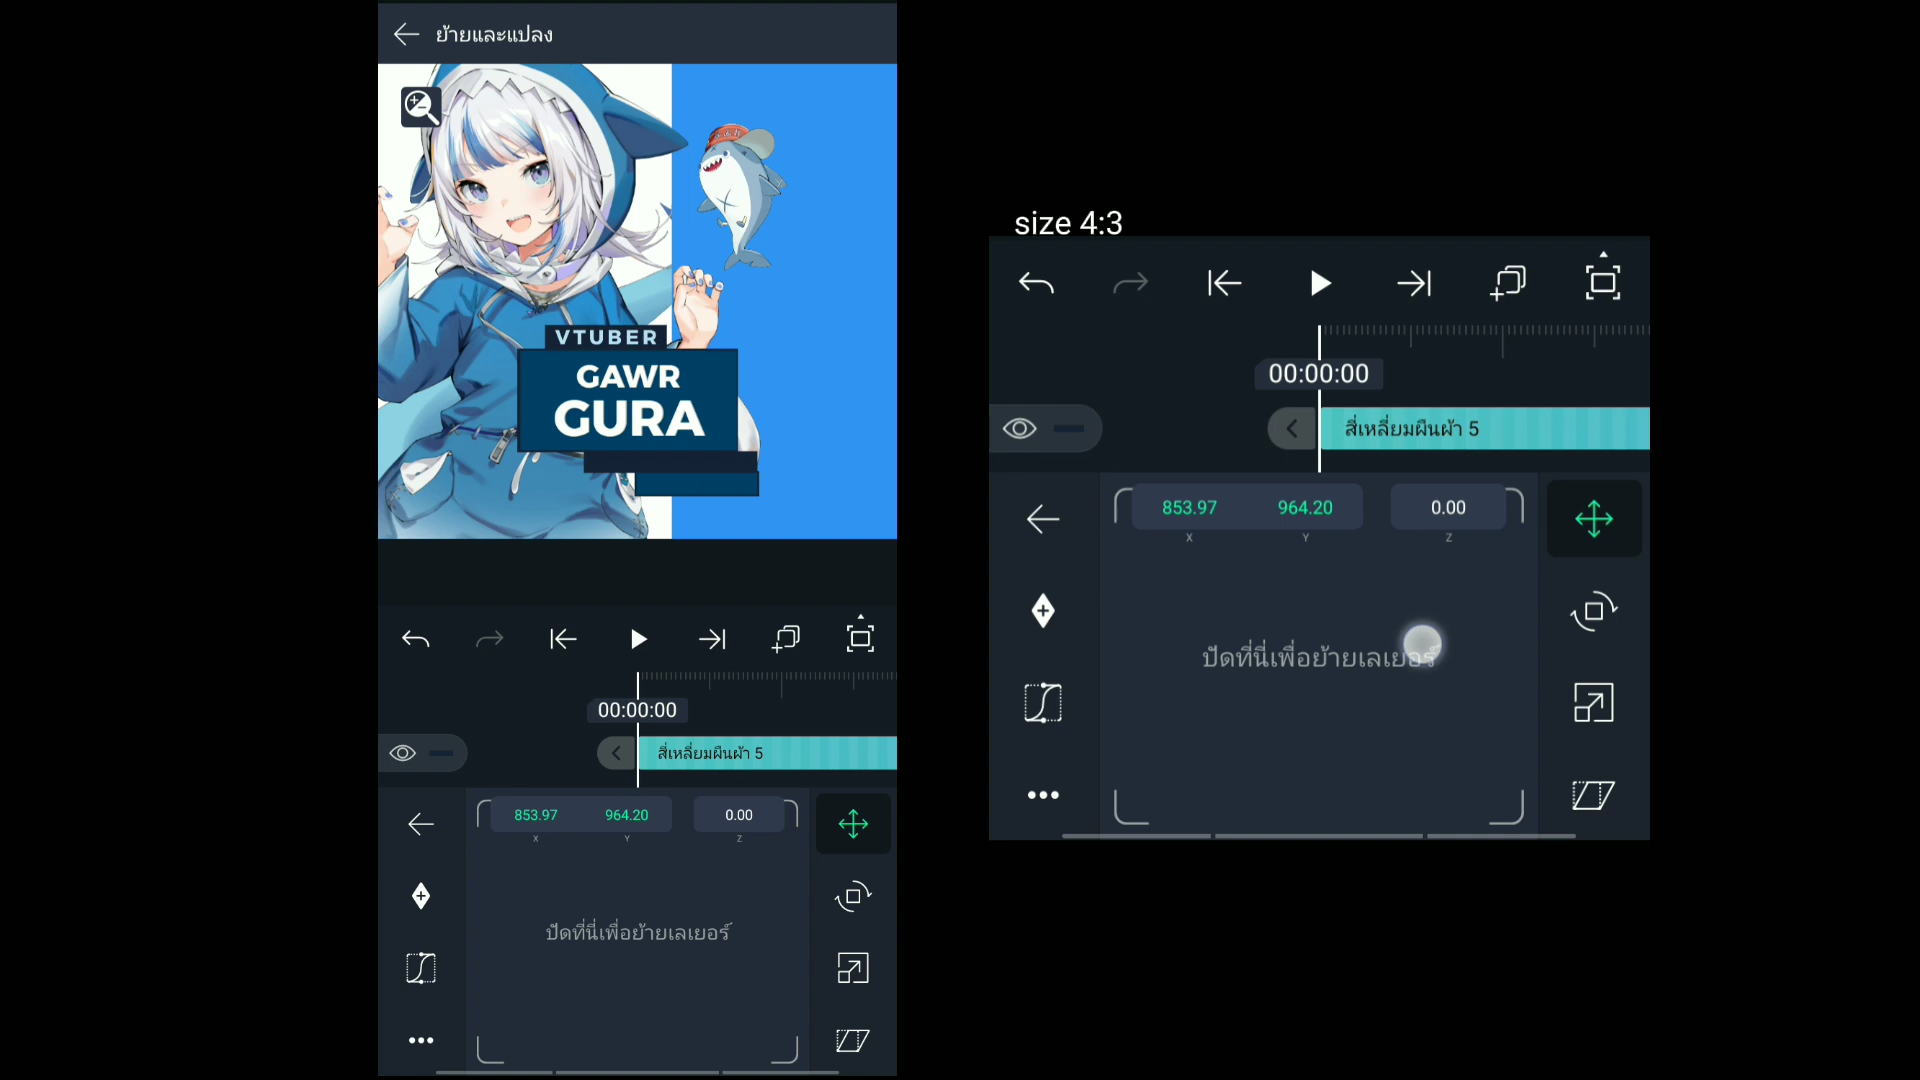 ย้ายและแปลง
VTUBER
GAWR
GURA
00:00:00
สี่เหลี่ยมผืนผ้า 5
853.97 964.20 0.00
X Y Z
ปัดที่นี่เพื่อย้ายเลเยอร์
size 4:3
00:00:00
สี่เหลี่ยมผืนผ้า 5
853.97 964.20 0.00
X Y Z
ปัดที่นี่เพื่อย้ายเลเยอร์